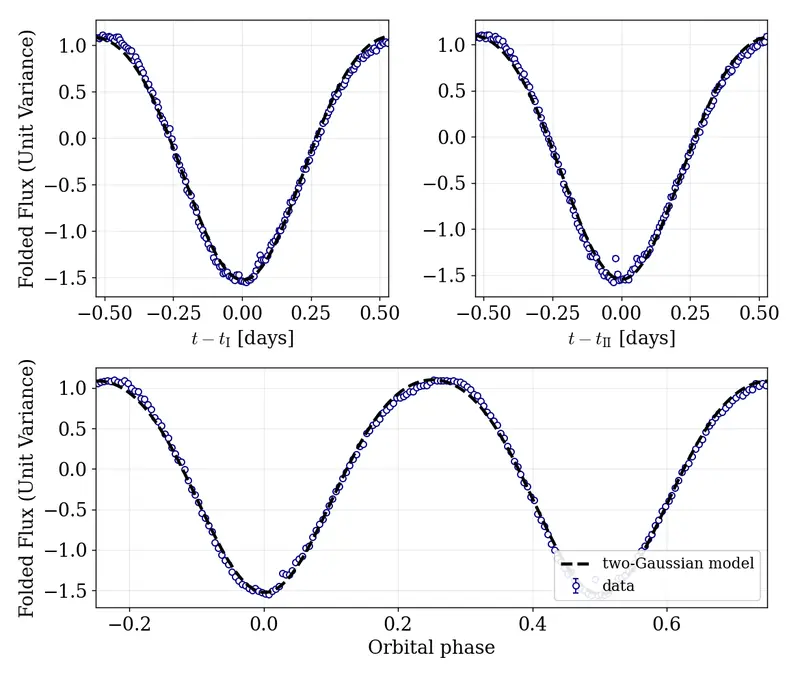 Folded Flux (Unit Variance)
1.0
0.5
0.0
−0.5
−1.0
−1.5
−0.50 −0.25 0.00 0.25 0.50
t − tI [days]
1.0
0.5
0.0
−0.5
−1.0
−1.5
−0.50 −0.25 0.00 0.25 0.50
t − tII [days]
Folded Flux (Unit Variance)
1.0
0.5
0.0
−0.5
−1.0
−1.5
two-Gaussian model
data
−0.2 0.0 0.2 0.4 0.6
Orbital phase